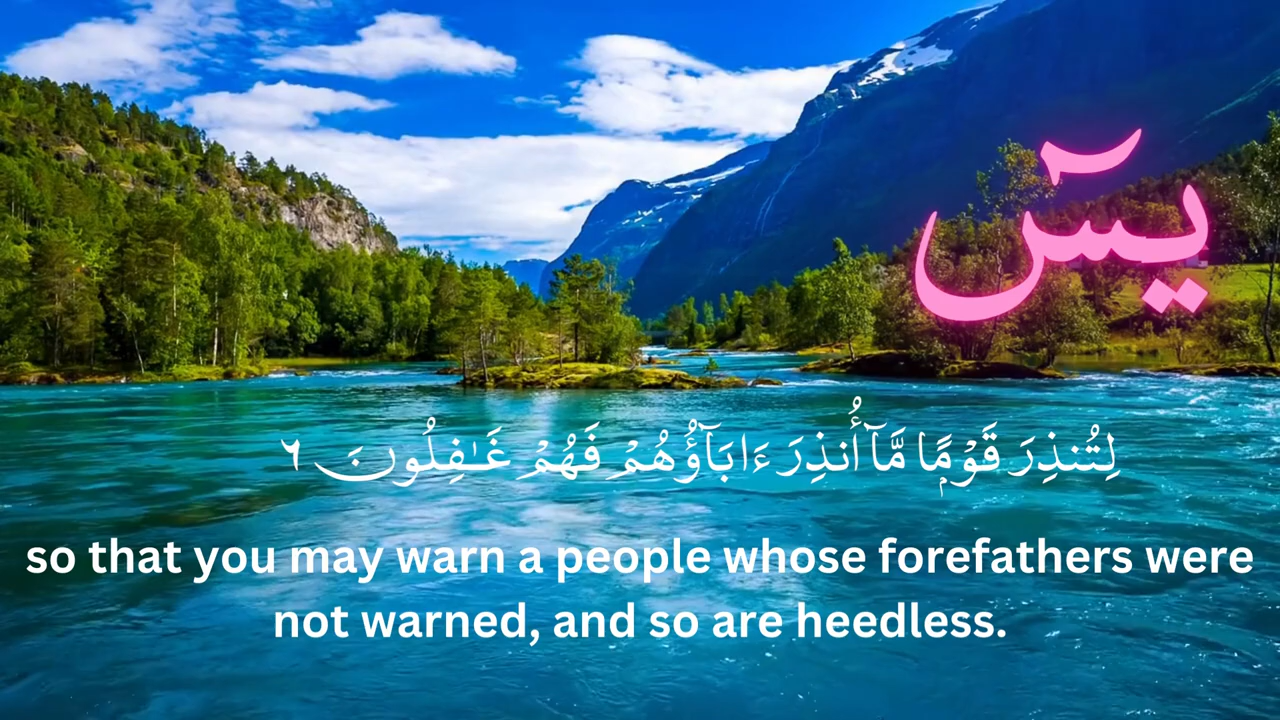 يسٓ
لِتُنذِرَ قَوْمًۭا مَّآ أُنذِرَ ءَابَآؤُهُمْ فَهُمْ غَـٰفِلُونَ ٦
so that you may warn a people whose forefathers were
not warned, and so are heedless.